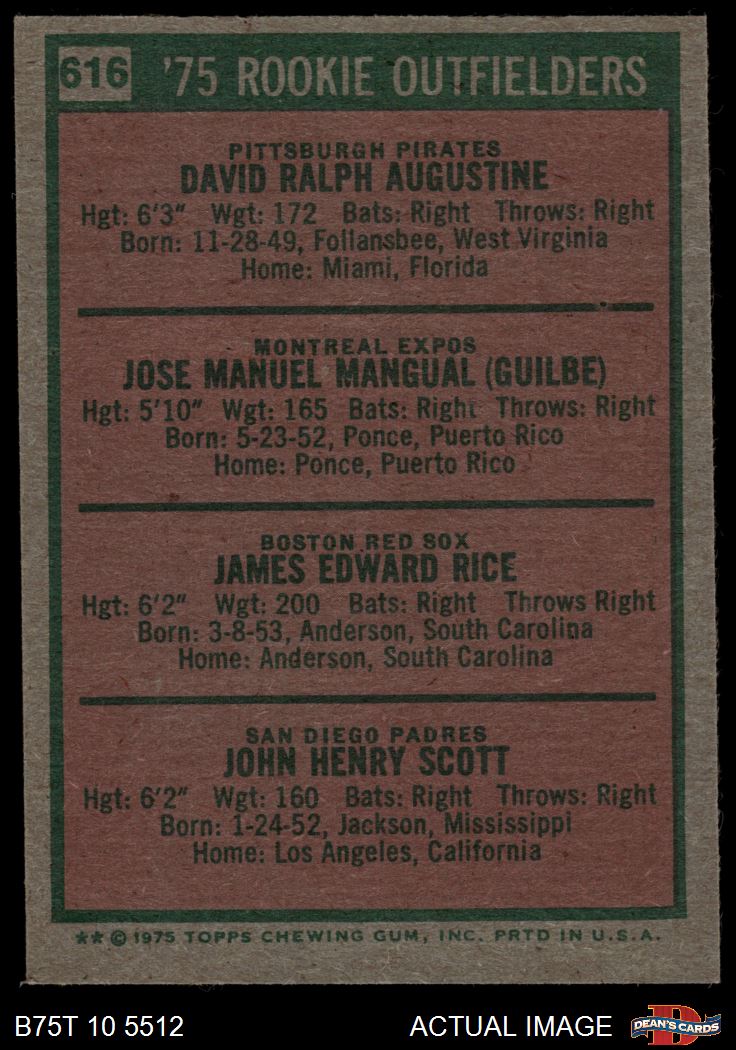 616 '75 ROOKIE OUTFIELDERS
PITTSBURGH PIRATES
DAVID RALPH AUGUSTINE
Hgt: 6'3" Wgt: 172 Bats: Right Throws: Right
Born: 11-28-49, Follansbee, West Virginia
Home: Miami, Florida
MONTREAL EXPOS
JOSE MANUEL MANGUAL (GUILBE)
Hgt: 5'10" Wgt: 165 Bats: Right Throws: Right
Born: 5-23-52, Ponce, Puerto Rico
Home: Ponce, Puerto Rico
BOSTON RED SOX
JAMES EDWARD RICE
Hgt: 6'2" Wgt: 200 Bats: Right Throws Right
Born: 3-8-53, Anderson, South Carolina
Home: Anderson, South Carolina
SAN DIEGO PADRES
JOHN HENRY SCOTT
Hgt: 6'2" Wgt: 160 Bats: Right Throws: Right
Born: 1-24-52, Jackson, Mississippi
Home: Los Angeles, California
** © 1975 TOPPS CHEWING GUM, INC. PRTD IN U.S.A.
B75T 10 5512 ACTUAL IMAGE DEAN'S CARDS